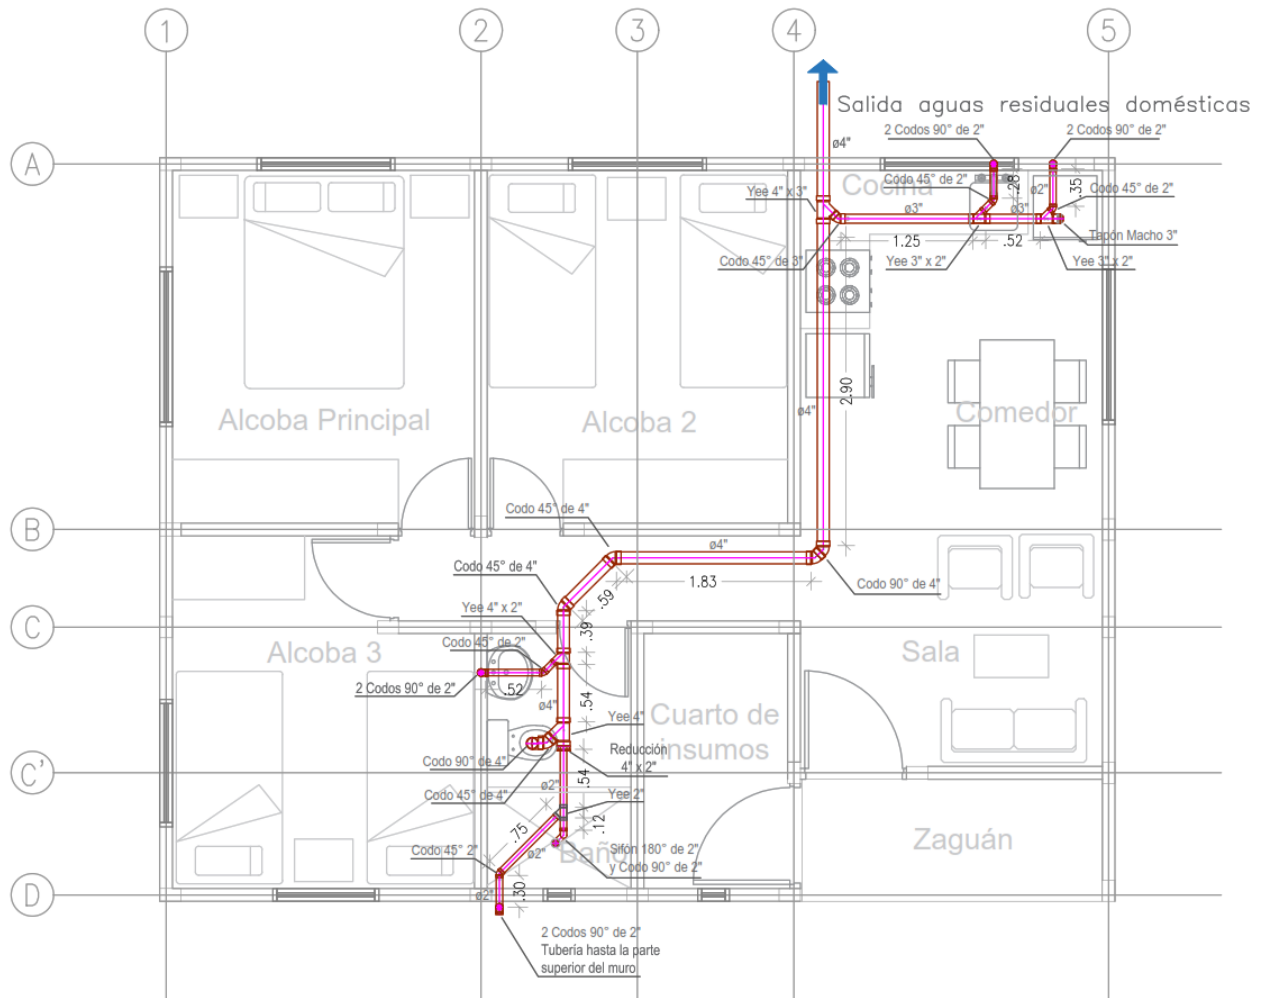 1
2
3
4
5
Salida aguas residuales domésticas
2 Codos 90° de 2"
2 Codos 90° de 2"
A
ø4"
Cocina
Codo 45° de 2"
.28
ø2"
.35
Codo 45° de 2"
Yee 4" x 3"
ø3"
ø3"
Tapón Macho 3"
1.25
.52
Codo 45° de 3"
Yee 3" x 2"
Yee 3" x 2"
2.90
ø4"
Alcoba Principal
Alcoba 2
Comedor
Codo 45° de 4"
B
ø4"
Codo 45° de 4"
1.83
Codo 90° de 4"
.59
Yee 4" x 2"
C
.39
Codo 45° de 2"
Alcoba 3
Sala
2 Codos 90° de 2"
.52
ø4"
.54
Yee 4"
Cuarto de
insumos
Reducción
4" x 2"
Codo 90° de 4"
C'
.54
ø2"
Codo 45° de 4"
Yee 2"
.12
.75
Zaguán
Codo 45° 2"
ø2"
Baño
Sifón 180° de 2"
y Codo 90° de 2"
D
ø2"
.30
2 Codos 90° de 2"
Tubería hasta la parte
superior del muro